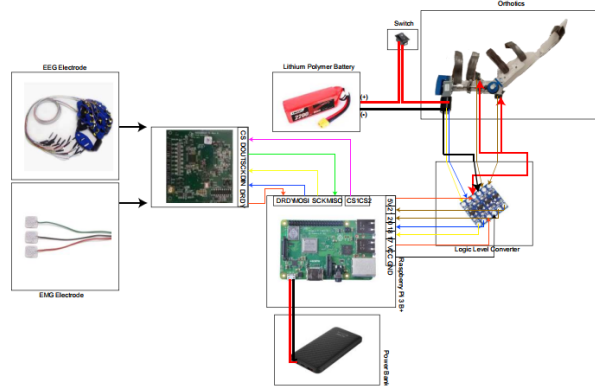 Orthotics
Switch
EEG Electrode
Lithium Polymer Battery
(+)
(+)
CS DOUT SCK DIN DRDY
DRDY MOSI SCK MISO CS1 CS2
5V
VCC GND
Logic Level Converter
Raspberry Pi 3 B+
EMG Electrode
Power Bank